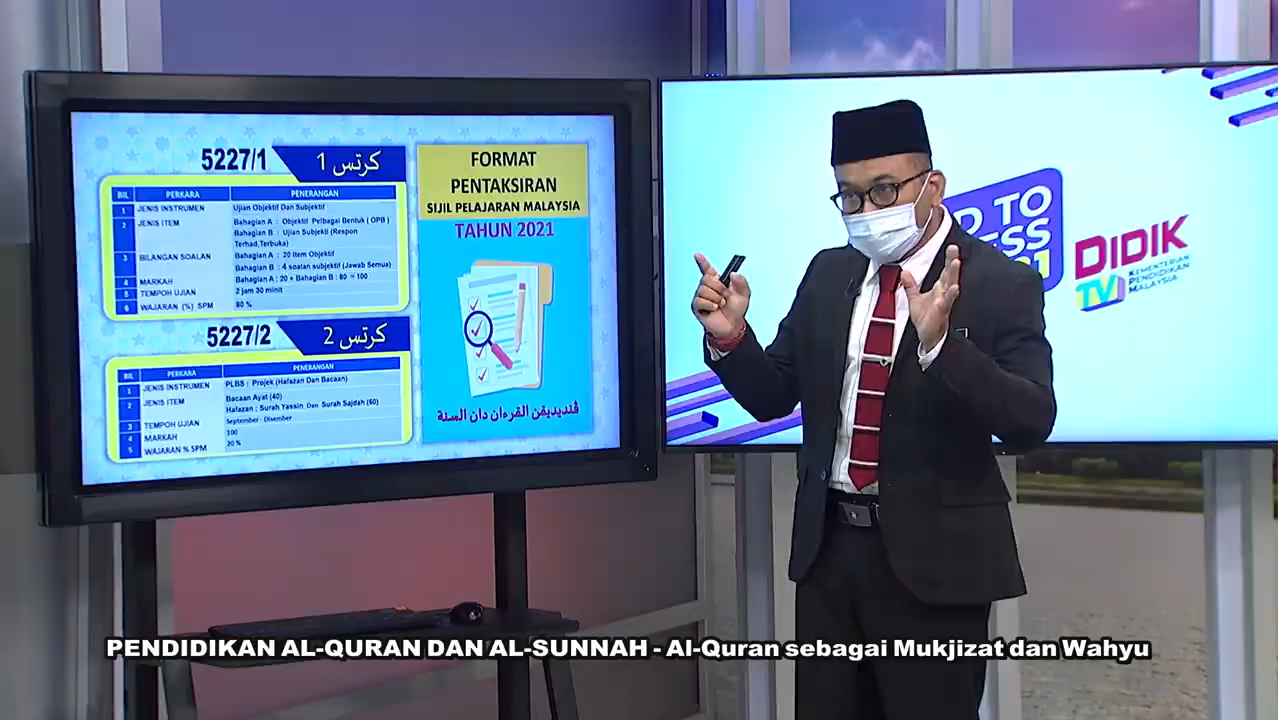 5227/1
كرتس 1
BIL PERKARA PENERANGAN
1 JENIS INSTRUMEN Ujian Objektif Dan Subjektif
2 JENIS ITEM Bahagian A : Objektif Pelbagai Bentuk ( OPB )
Bahagian B : Ujian Subjekti (Respon
Terhad,Terbuka)
3 BILANGAN SOALAN Bahagian A : 20 Item Objektif
Bahagian B : 4 soalan subjektif (Jawab Semua)
4 MARKAH Bahagian A : 20 + Bahagian B : 80 = 100
5 TEMPOH UJIAN 2 jam 30 minit
6 WAJARAN (%) SPM 80 %
5227/2
كرتس 2
BIL PERKARA PENERANGAN
1 JENIS INSTRUMEN PLBS : Projek (Hafazan Dan Bacaan)
2 JENIS ITEM Bacaan Ayat (40)
Hafazan : Surah Yassin Dan Surah Sajdah (60)
3 TEMPOH UJIAN September - Disember
4 MARKAH 100
5 WAJARAN % SPM 20 %
FORMAT
PENTAKSIRAN
SIJIL PELAJARAN MALAYSIA
TAHUN 2021
ڤنديديقن القرءان دان السنة
D TO
ESS
21
DIDIK
TV
KEMENTERIAN
PENDIDIKAN
MALAYSIA
PENDIDIKAN AL-QURAN DAN AL-SUNNAH - Al-Quran sebagai Mukjizat dan Wahyu